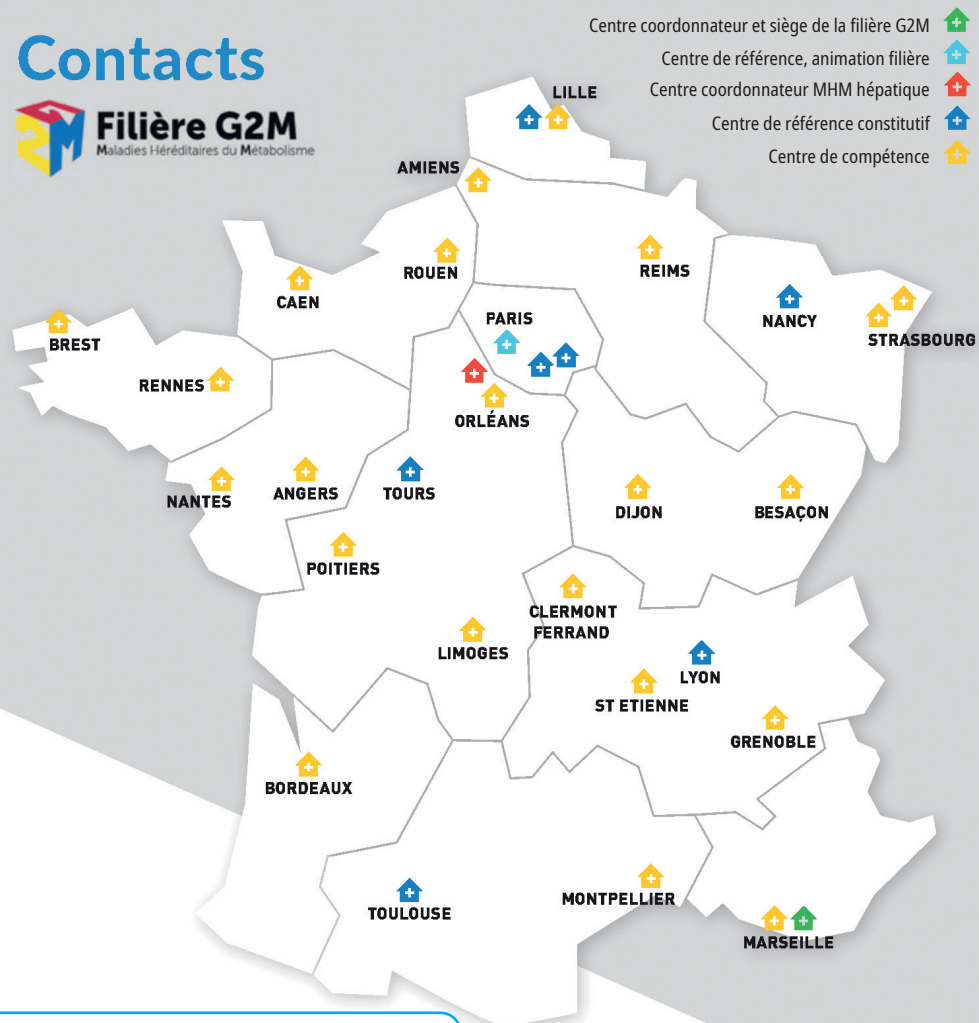 Contacts
Filière G2M
Maladies Héréditaires du Métabolisme
Centre coordonnateur et siège de la filière G2M
Centre de référence, animation filière
Centre coordonnateur MHM hépatique
Centre de référence constitutif
Centre de compétence
LILLE
AMIENS
ROUEN
REIMS
CAEN
NANCY
PARIS
STRASBOURG
BREST
RENNES
ORLÉANS
NANTES
ANGERS
TOURS
DIJON
BESAÇON
POITIERS
CLERMONT
FERRAND
LIMOGES
LYON
ST ETIENNE
GRENOBLE
BORDEAUX
MONTPELLIER
TOULOUSE
MARSEILLE